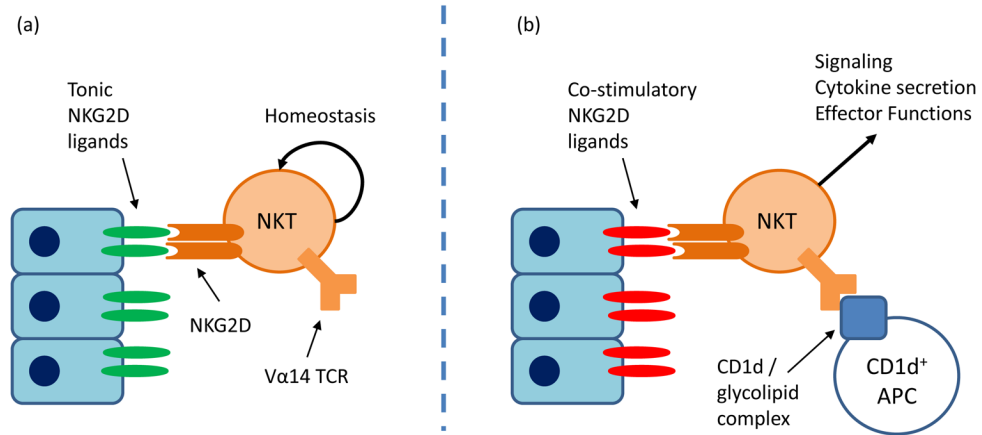 (a)
Tonic
NKG2D
ligands
Homeostasis
NKT
NKG2D
Vα14 TCR
(b)
Co-stimulatory
NKG2D
ligands
Signaling
Cytokine secretion
Effector Functions
NKT
CD1d /
glycolipid
complex
CD1d⁺
APC